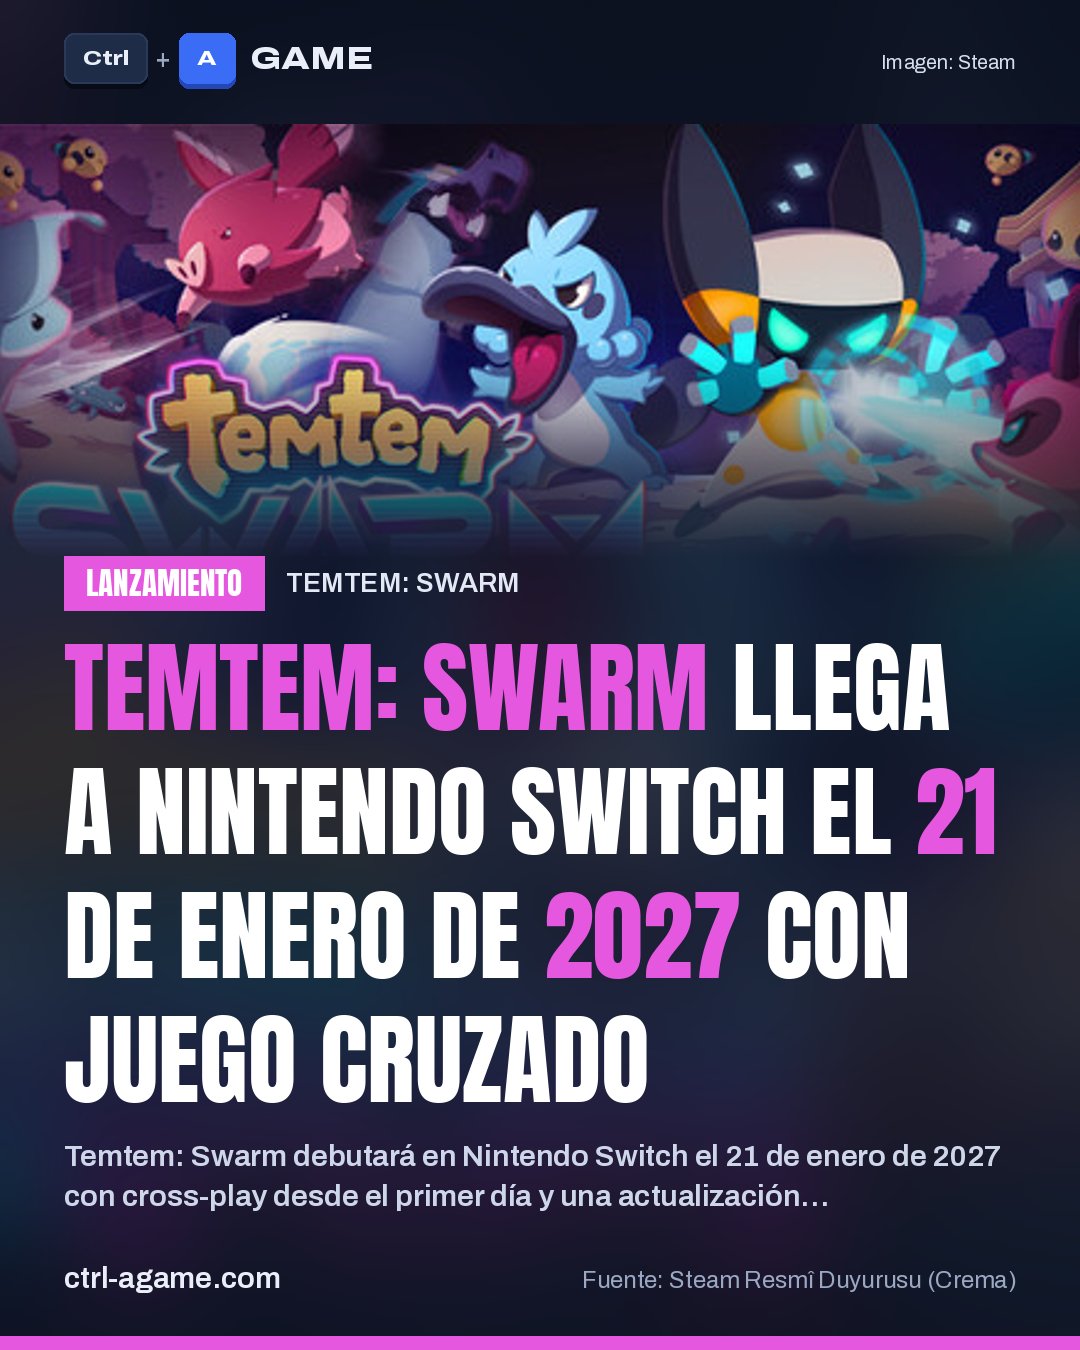 Ctrl + A GAME
Imagen: Steam
temtem
SWARM
LANZAMIENTO
TEMTEM: SWARM
TEMTEM: SWARM LLEGA
A NINTENDO SWITCH EL 21
DE ENERO DE 2027 CON
JUEGO CRUZADO
Temtem: Swarm debutará en Nintendo Switch el 21 de enero de 2027
con cross-play desde el primer día y una actualización...
ctrl-agame.com
Fuente: Steam Resmî Duyurusu (Crema)